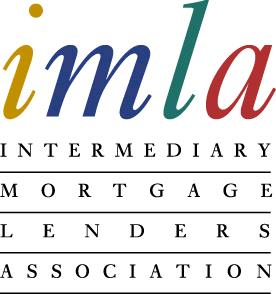 imla
INTERMEDIARY
MORTGAGE
LENDERS
ASSOCIATION